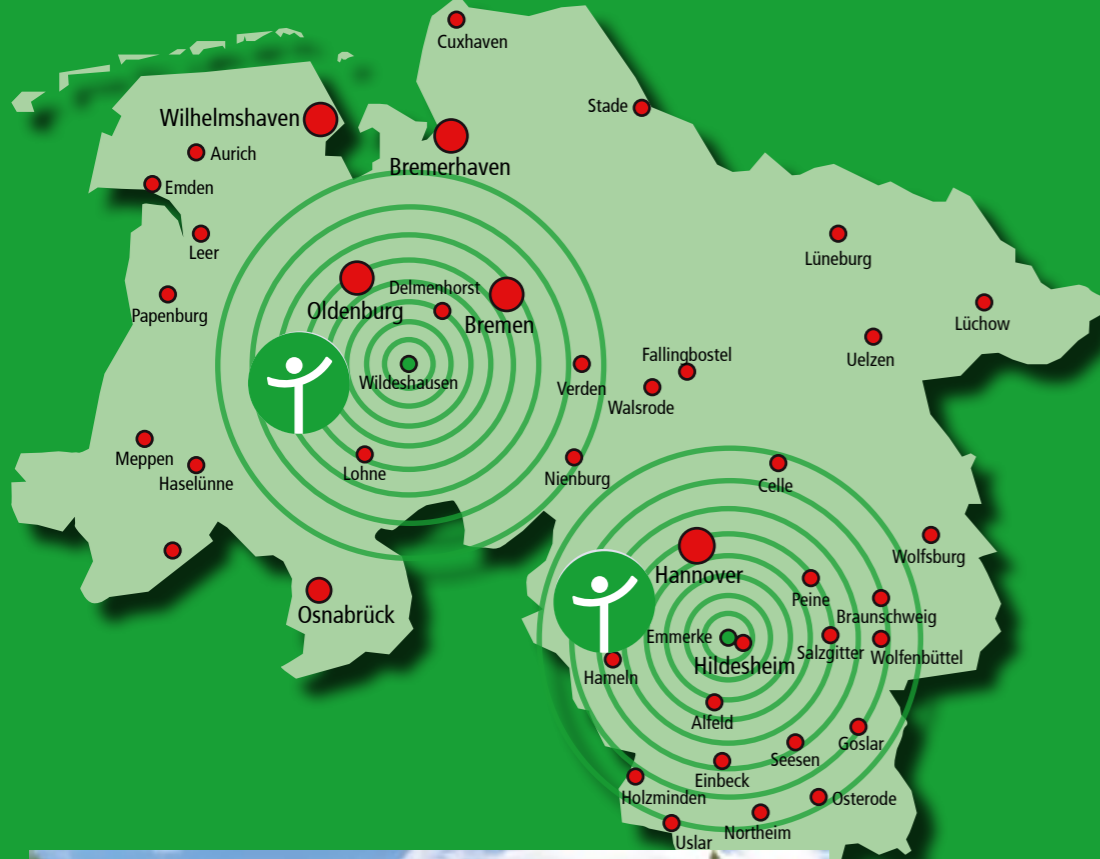 Cuxhaven
Stade
Wilhelmshaven
Aurich
Bremerhaven
Emden
Leer
Lüneburg
Papenburg
Delmenhorst
Oldenburg
Bremen
Lüchow
Uelzen
Fallingbostel
Wildeshausen
Verden
Walsrode
Meppen
Haselünne
Lohne
Nienburg
Celle
Wolfsburg
Hannover
Peine
Braunschweig
Osnabrück
Emmerke
Salzgitter
Wolfenbüttel
Hildesheim
Hameln
Alfeld
Goslar
Seesen
Einbeck
Holzminden
Osterode
Northeim
Uslar